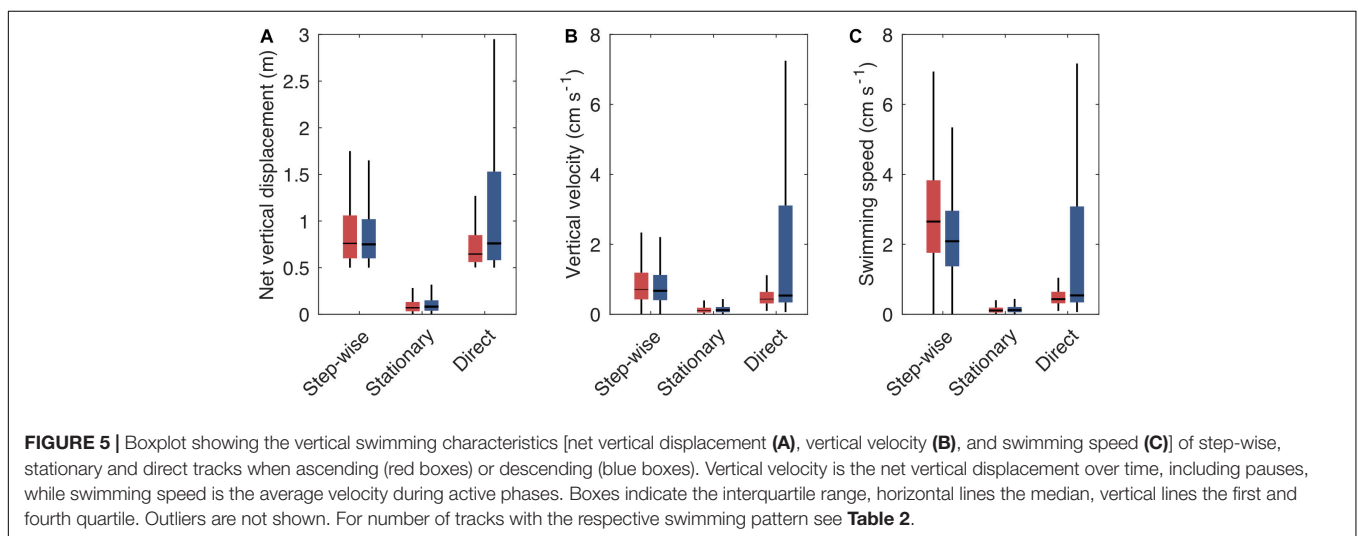 A
Net vertical displacement (m)
3
2.5
2
1.5
1
0.5
0
Step-wise
Stationary
Direct
B
Vertical velocity (cm s⁻¹)
8
6
4
2
0
Step-wise
Stationary
Direct
C
Swimming speed (cm s⁻¹)
8
6
4
2
0
Step-wise
Stationary
Direct
FIGURE 5 | Boxplot showing the vertical swimming characteristics [net vertical displacement (A), vertical velocity (B), and swimming speed (C)] of step-wise,
stationary and direct tracks when ascending (red boxes) or descending (blue boxes). Vertical velocity is the net vertical displacement over time, including pauses,
while swimming speed is the average velocity during active phases. Boxes indicate the interquartile range, horizontal lines the median, vertical lines the first and
fourth quartile. Outliers are not shown. For number of tracks with the respective swimming pattern see Table 2.